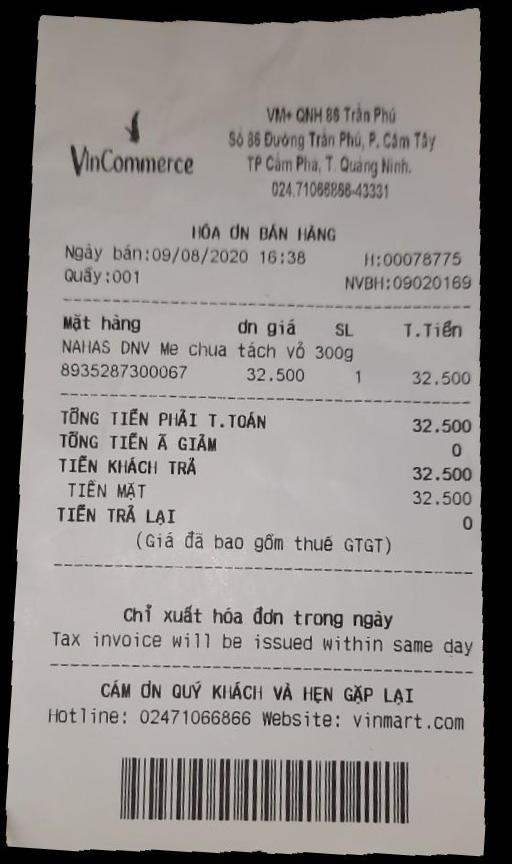 VinCommerce
VM+ QNH 86 Trần Phú
Số 86 Đường Trần Phú, P. Cẩm Tây
TP Cẩm Phả, T. Quảng Ninh.
024.71066866-43331
HÓA ƠN BÁN HÀNG
Ngày bán:09/08/2020 16:38 H:00078775
Quầy:001 NVBH:09020169
Mặt hàng ơn giá SL T.Tiền
NAHAS DNV Me chua tách vỏ 300g
8935287300067 32.500 1 32.500
TỔNG TIỀN PHẢI T.TOÁN 32.500
TỔNG TIỀN Ã GIẢM 0
TIỀN KHÁCH TRẢ 32.500
TIỀN MẶT 32.500
TIỀN TRẢ LẠI 0
(Giá đã bao gồm thuế GTGT)
Chỉ xuất hóa đơn trong ngày
Tax invoice will be issued within same day
CẢM ƠN QUÝ KHÁCH VÀ HẸN GẶP LẠI
Hotline: 02471066866 Website: vinmart.com